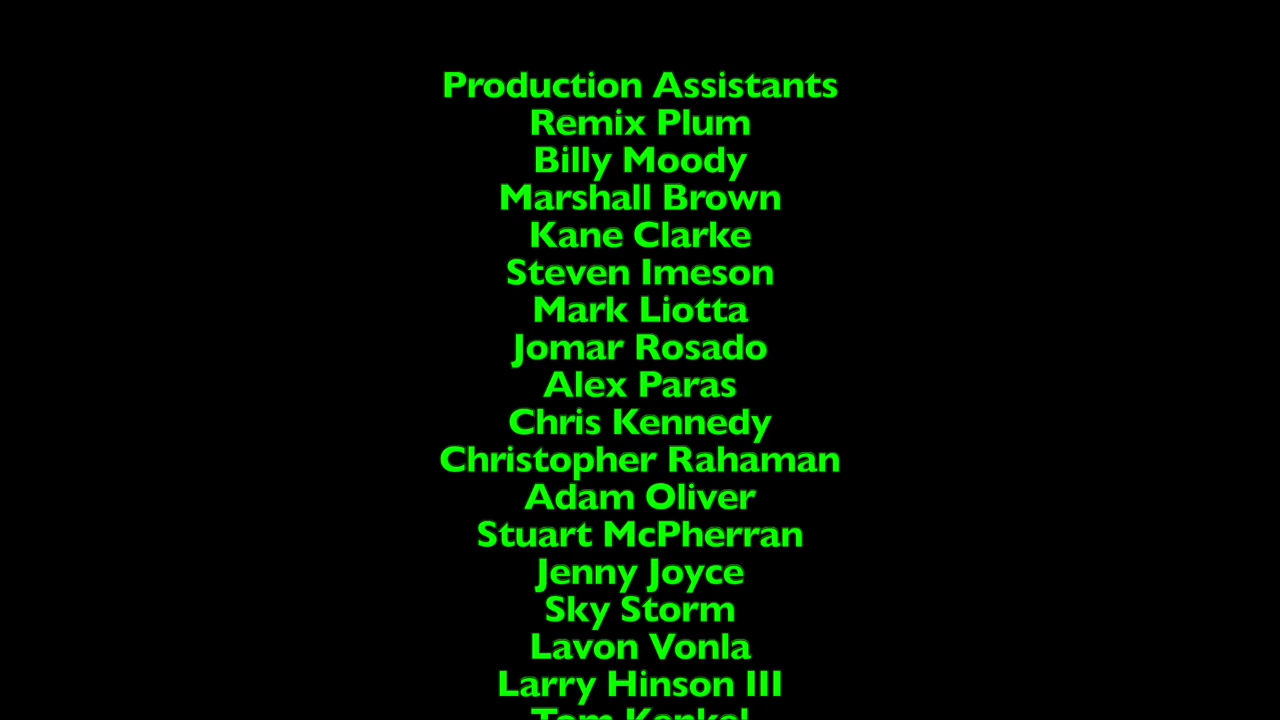 Production Assistants
Remix Plum
Billy Moody
Marshall Brown
Kane Clarke
Steven Imeson
Mark Liotta
Jomar Rosado
Alex Paras
Chris Kennedy
Christopher Rahaman
Adam Oliver
Stuart McPherran
Jenny Joyce
Sky Storm
Lavon Vonla
Larry Hinson III
Tom